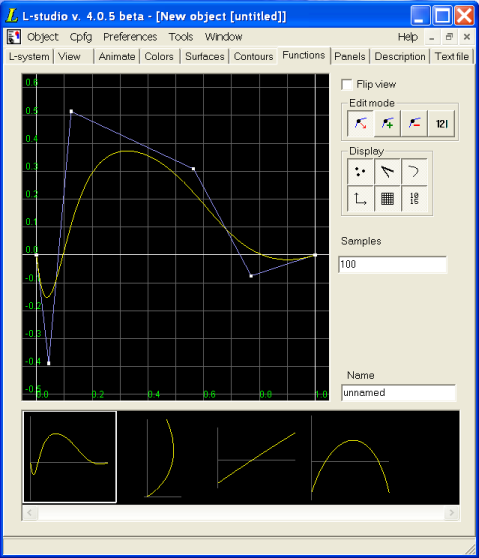 L-studio v. 4.0.5 beta - [New object [untitled]]
Object Cpfg Preferences Tools Window Help
L-system View Animate Colors Surfaces Contours Functions Panels Description Text file
Flip view
Edit mode
12|
Display
Samples
100
Name
unnamed
0.6
0.5
0.4
0.3
0.2
0.1
0.0
-0.1
-0.2
-0.3
-0.4
-0.5
0.0 0.2 0.4 0.6 0.8 1.0